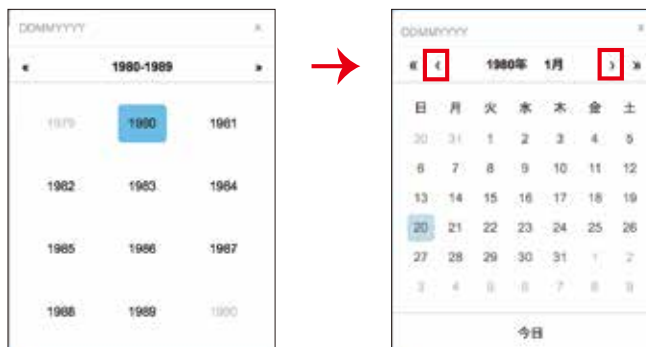 DDMMYYYY ×
« 1980-1989 »
1979 1980 1981
1982 1983 1984
1985 1986 1987
1988 1989 1990
DDMMYYYY ×
« ‹ 1980年 1月 › »
日 月 火 水 木 金 土
30 31 1 2 3 4 5
6 7 8 9 10 11 12
13 14 15 16 17 18 19
20 21 22 23 24 25 26
27 28 29 30 31 1 2
3 4 5 6 7 8 9
今日